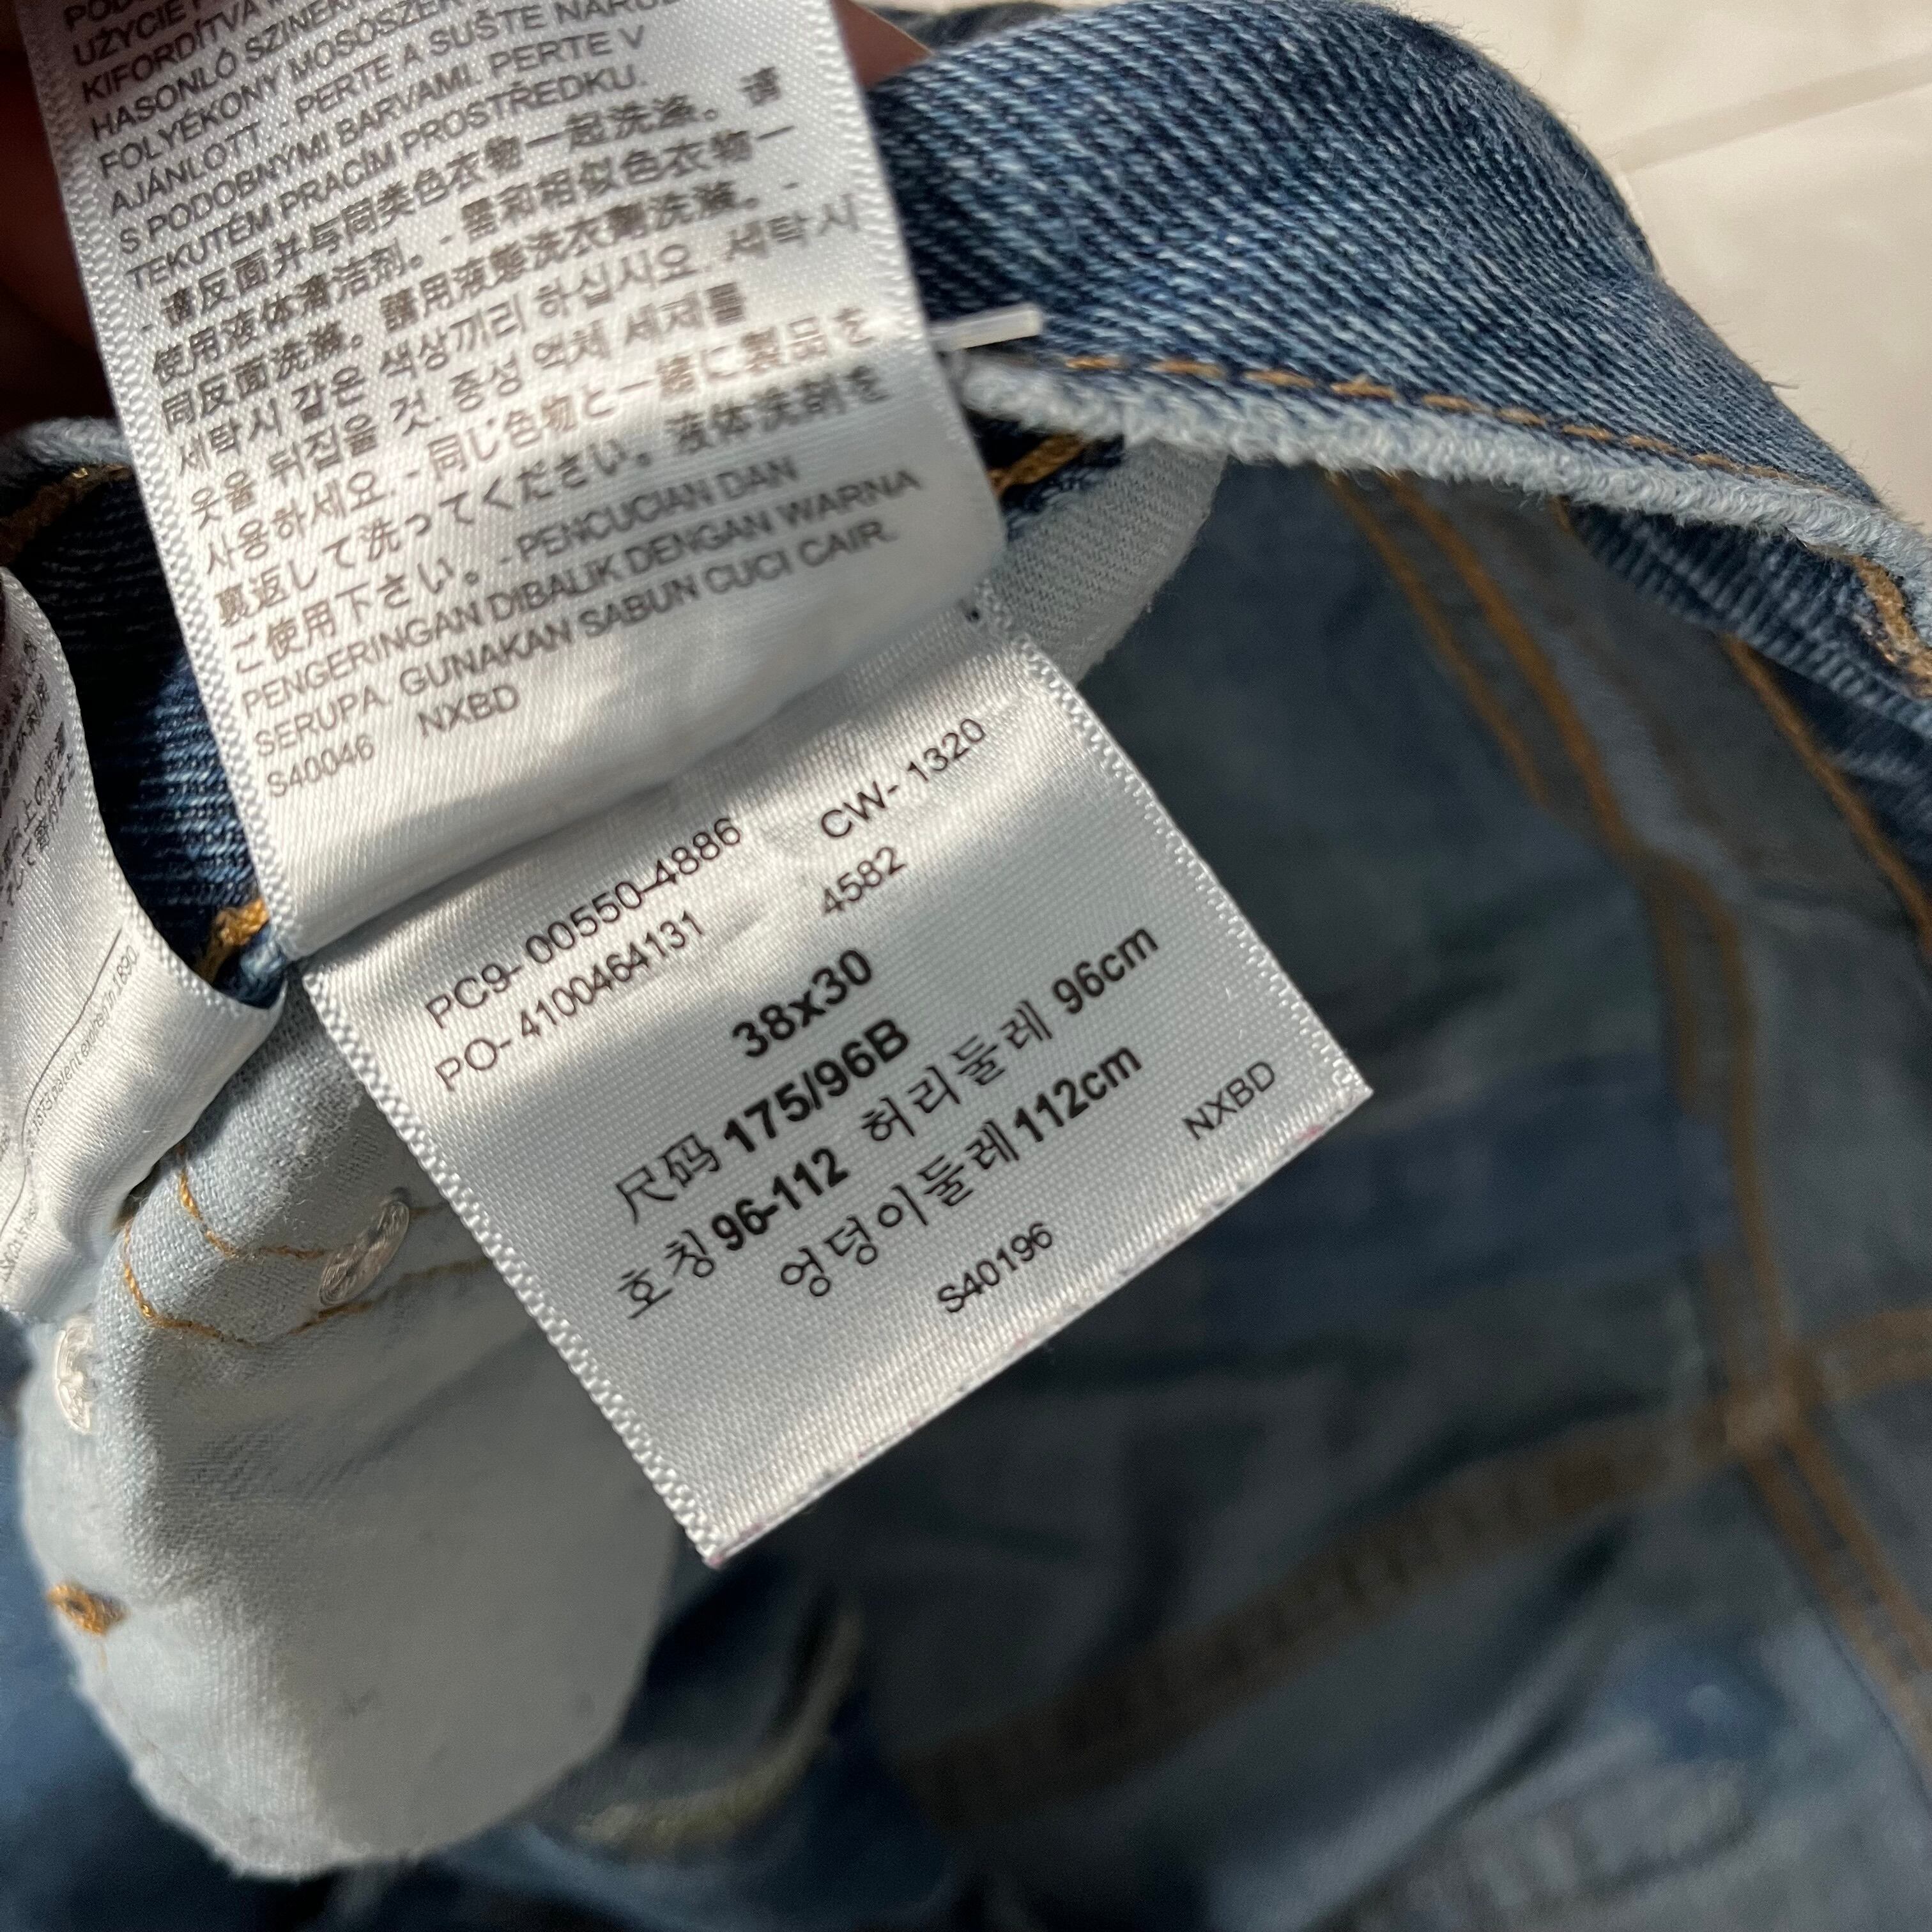 UŻYCIE
KIFORDÍTVA
HASONLÓ SZINEKK
FOLYÉKONY MOSÓSZER
AJÁNLOTT. - PERTE A SUŠTE NARUB
S PODOBNÝMI BARVAMI. PERTE V
TEKUTÉM PRACÍM PROSTŘEDKU.
- 请反面并与同类色衣物一起洗涤。请
使用液体清洁剂。 - 需和相似色衣物一
同反面洗滌。 請用液態洗衣劑洗滌。 -
세탁시 같은 색상끼리 하십시요. 세탁시
옷을 뒤집을 것. 중성 액체 세제를
사용하세요. - 同じ色物と一緒に製品を
裏返して洗ってください。液体洗剤を
ご使用下さい。 - PENCUCIAN DAN
PENGERINGAN DIBALIK DENGAN WARNA
SERUPA. GUNAKAN SABUN CUCI CAIR.
S40046 NXBD
PC9- 00550-4886 CW- 1320
PO- 4100464131 4582
38x30
尺码 175/96B
호칭 96-112 허리둘레 96cm
엉덩이둘레 112cm
S40196 NXBD